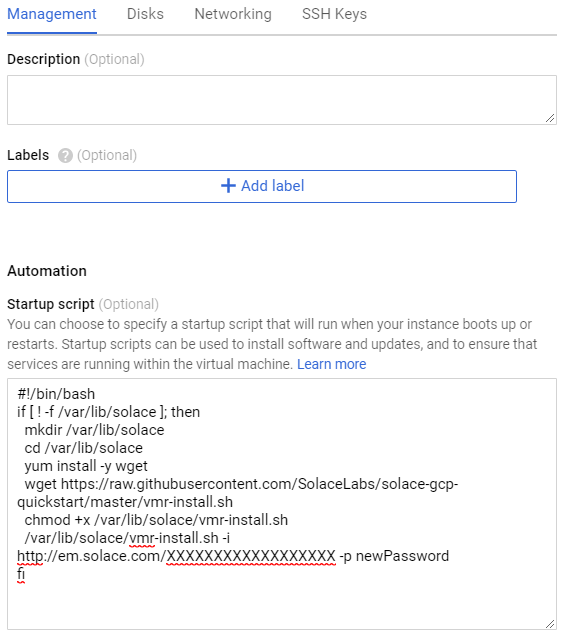 Management Disks Networking SSH Keys
Description (Optional)
Labels ? (Optional)
+ Add label
Automation
Startup script (Optional)
You can choose to specify a startup script that will run when your instance boots up or
restarts. Startup scripts can be used to install software and updates, and to ensure that
services are running within the virtual machine. Learn more
#!/bin/bash
if [ ! -f /var/lib/solace ]; then
  mkdir /var/lib/solace
  cd /var/lib/solace
  yum install -y wget
  wget https://raw.githubusercontent.com/SolaceLabs/solace-gcp-
quickstart/master/vmr-install.sh
  chmod +x /var/lib/solace/vmr-install.sh
  /var/lib/solace/vmr-install.sh -i
http://em.solace.com/XXXXXXXXXXXXXXXXXX -p newPassword
fi